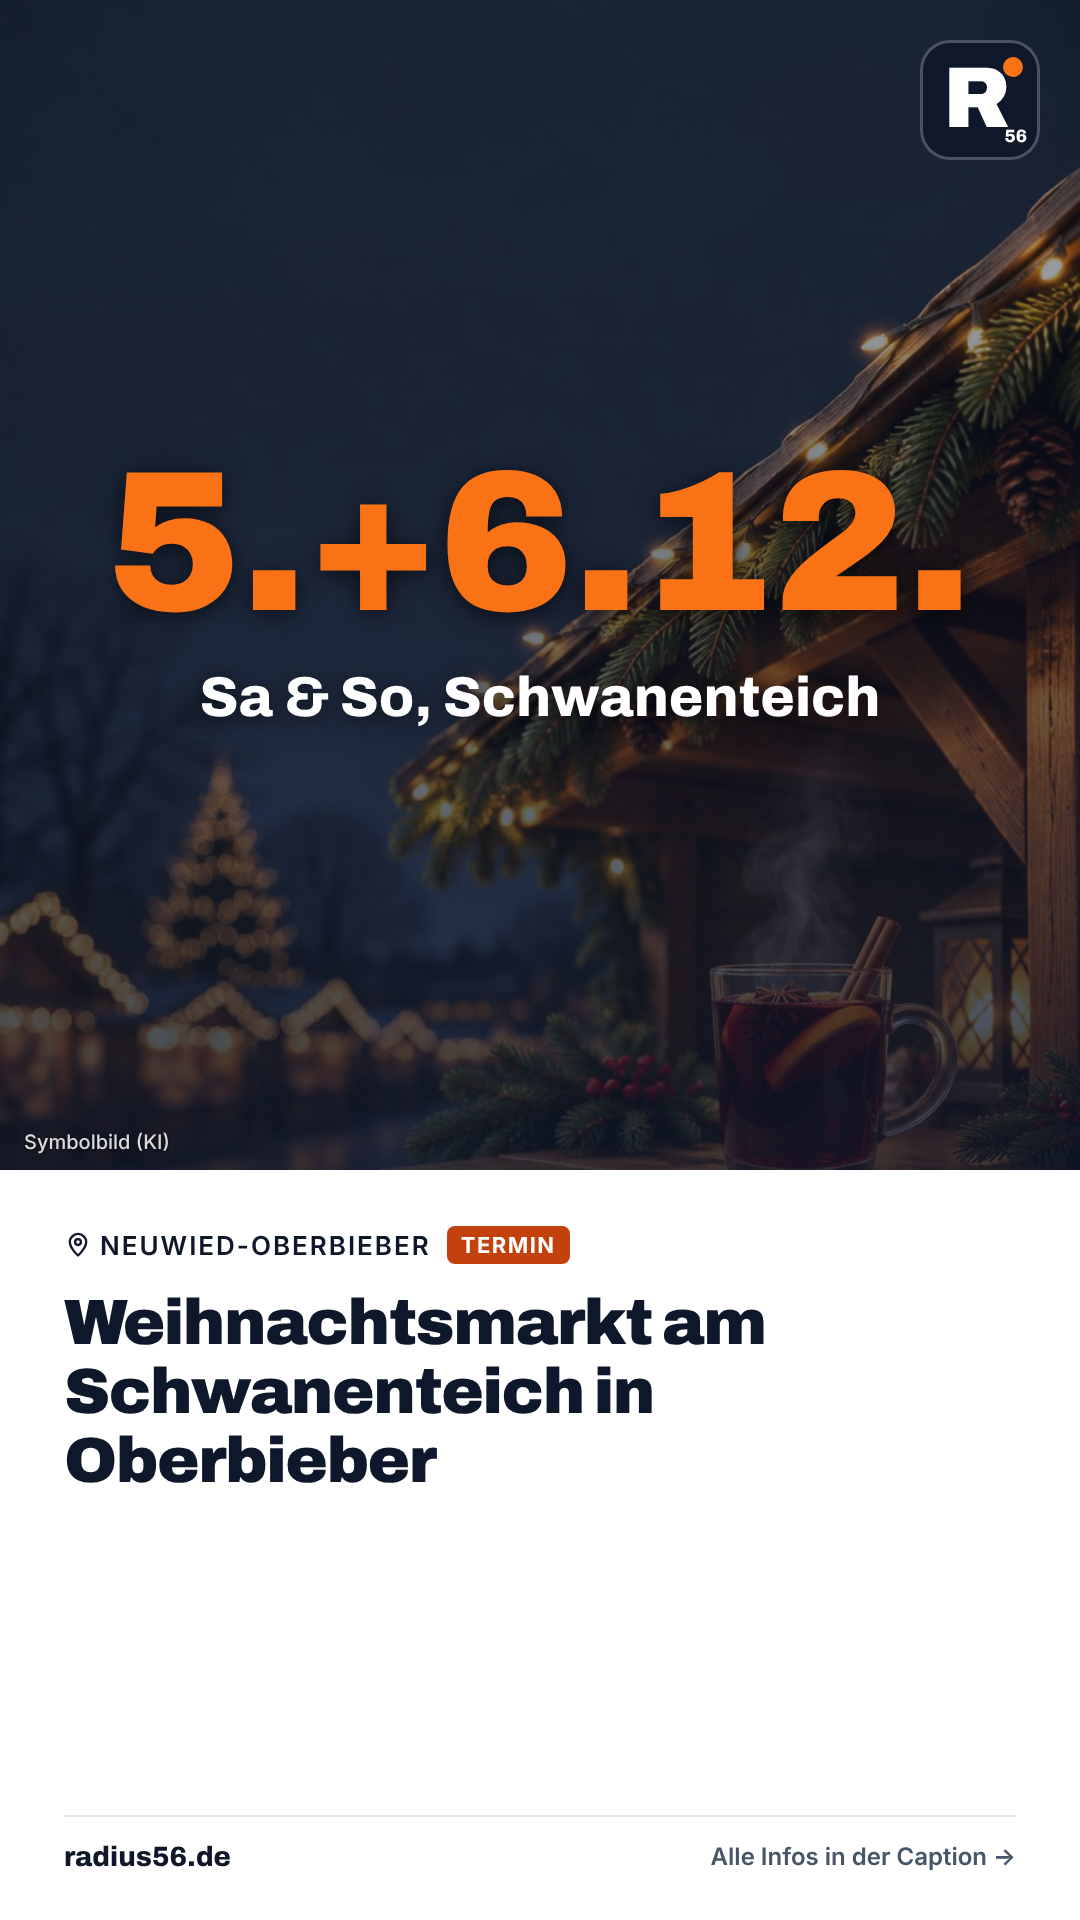 R
56
5.+6.12.
Sa & So, Schwanenteich
Symbolbild (KI)
NEUWIED-OBERBIEBER TERMIN
Weihnachtsmarkt am
Schwanenteich in
Oberbieber
radius56.de
Alle Infos in der Caption →